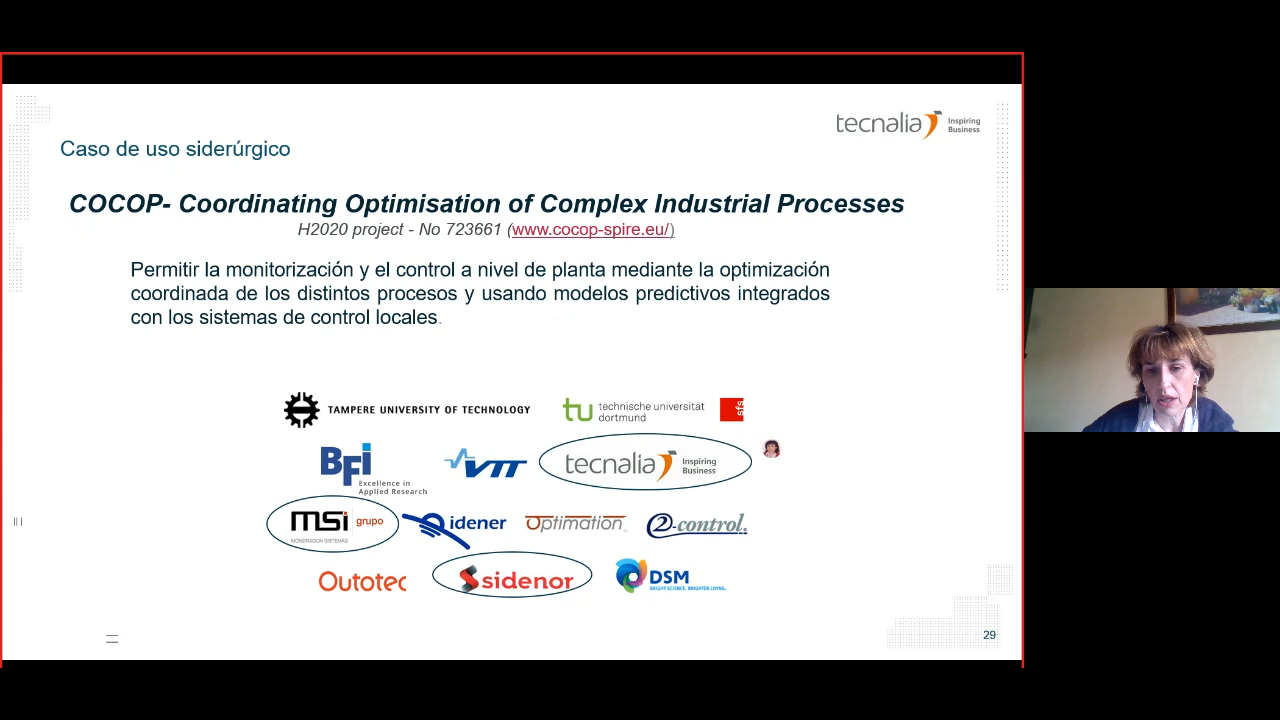 tecnalia Inspiring Business
Caso de uso siderúrgico
COCOP- Coordinating Optimisation of Complex Industrial Processes
H2020 project - No 723661 (www.cocop-spire.eu/)
Permitir la monitorización y el control a nivel de planta mediante la optimización
coordinada de los distintos procesos y usando modelos predictivos integrados
con los sistemas de control locales.
TAMPERE UNIVERSITY OF TECHNOLOGY
tu technische universität dortmund
sfs
BFi Excellence in Applied Research
VTT
tecnalia Inspiring Business
msi grupo
MONDRAGON SISTEMAS
idener
Optimation
2-control
Outotec
sidenor
DSM
BRIGHT SCIENCE. BRIGHTER LIVING.
29